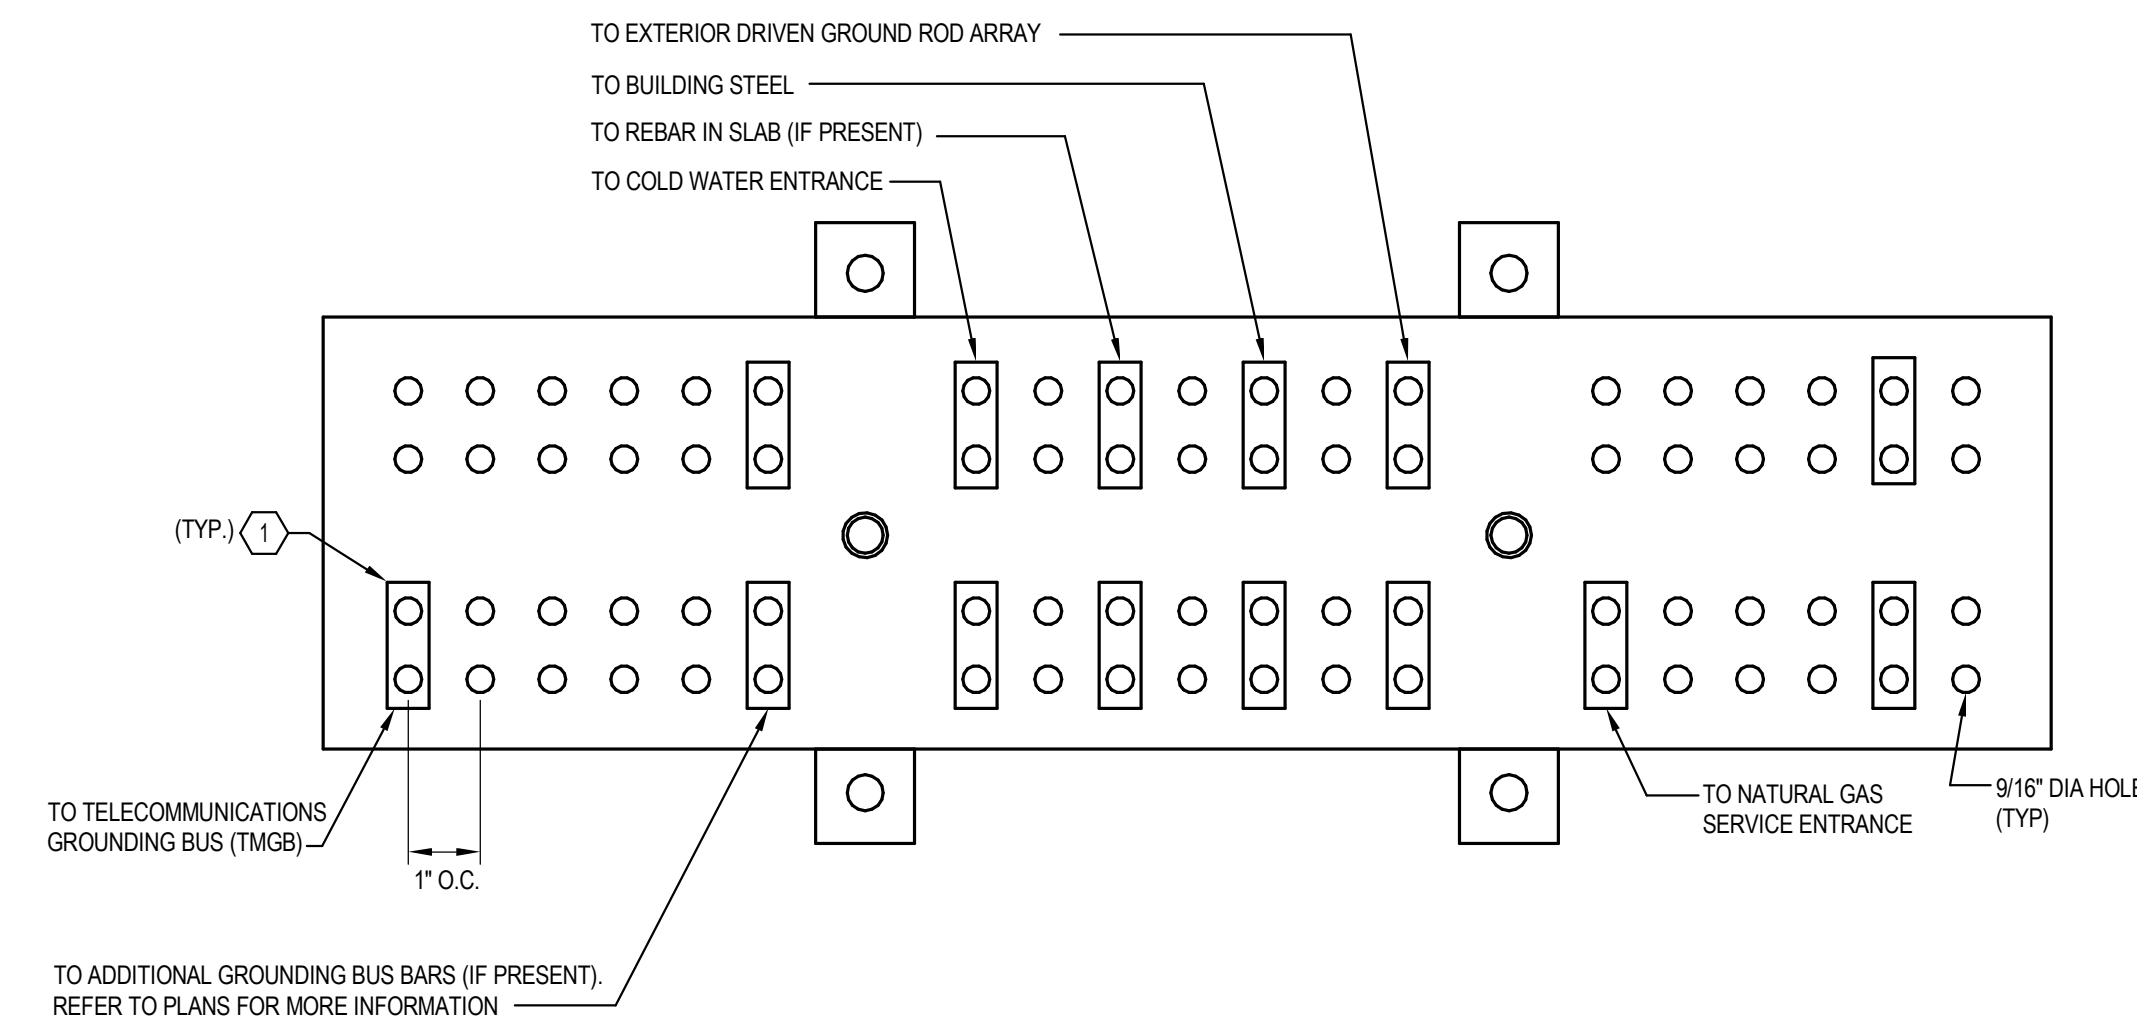 TO EXTERIOR DRIVEN GROUND ROD ARRAY
TO BUILDING STEEL
TO REBAR IN SLAB (IF PRESENT)
TO COLD WATER ENTRANCE
(TYP.) 1
TO TELECOMMUNICATIONS
GROUNDING BUS (TMGB)
1" O.C.
TO NATURAL GAS
SERVICE ENTRANCE
9/16" DIA HOLE
(TYP)
TO ADDITIONAL GROUNDING BUS BARS (IF PRESENT).
REFER TO PLANS FOR MORE INFORMATION